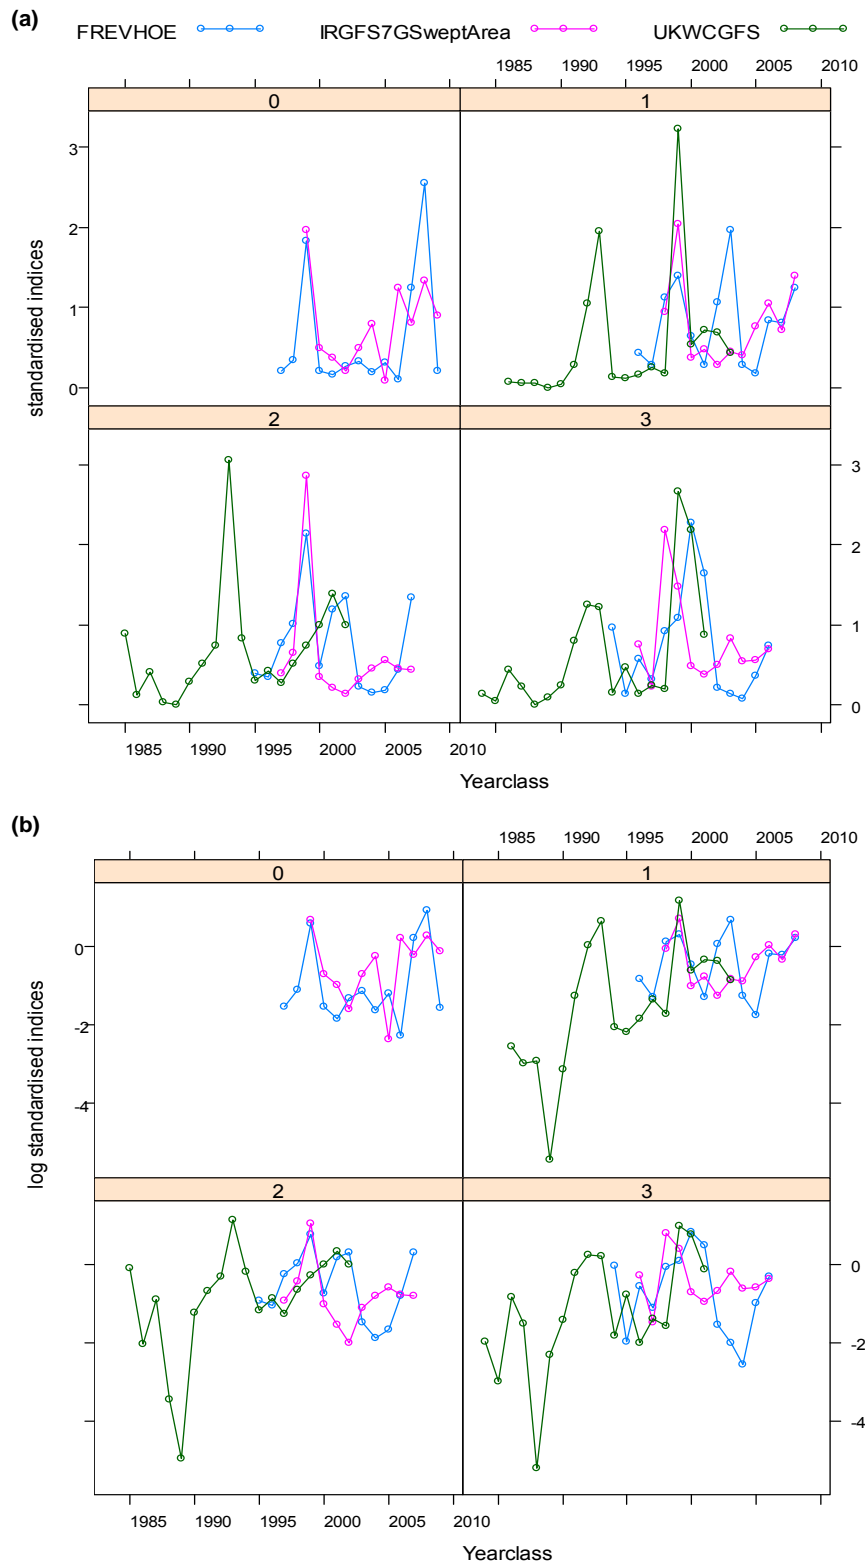 (a)
FREVHOE IRGFS7GSweptArea UKWCGFS
1985 1990 1995 2000 2005 2010
0 1
3
2
1
0
standardised indices
2 3
3
2
1
0
1985 1990 1995 2000 2005 2010
Yearclass
(b)
1985 1990 1995 2000 2005 2010
0 1
0
-2
-4
log standardised indices
2 3
0
-2
-4
1985 1990 1995 2000 2005 2010
Yearclass